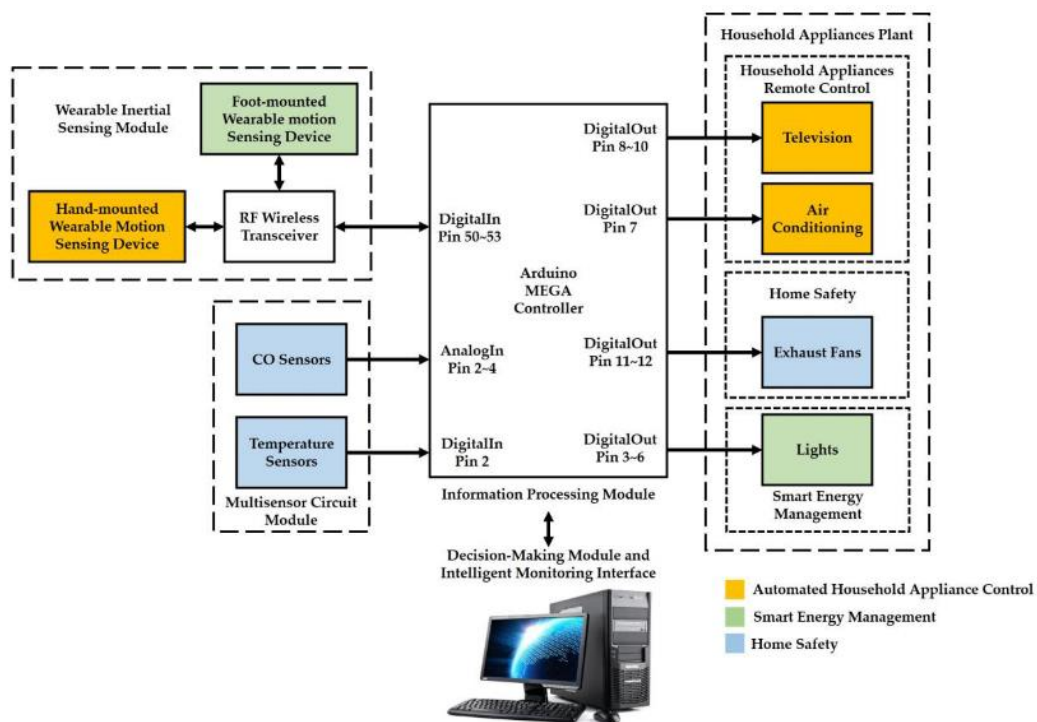 Wearable Inertial
Sensing Module
Foot-mounted
Wearable motion
Sensing Device
Hand-mounted
Wearable Motion
Sensing Device
RF Wireless
Transceiver
CO Sensors
Temperature
Sensors
Multisensor Circuit
Module
DigitalIn
Pin 50~53
AnalogIn
Pin 2~4
DigitalIn
Pin 2
Arduino
MEGA
Controller
DigitalOut
Pin 8~10
DigitalOut
Pin 7
DigitalOut
Pin 11~12
DigitalOut
Pin 3~6
Information Processing Module
Decision-Making Module and
Intelligent Monitoring Interface
Household Appliances Plant
Household Appliances
Remote Control
Television
Air
Conditioning
Home Safety
Exhaust Fans
Lights
Smart Energy
Management
Automated Household Appliance Control
Smart Energy Management
Home Safety